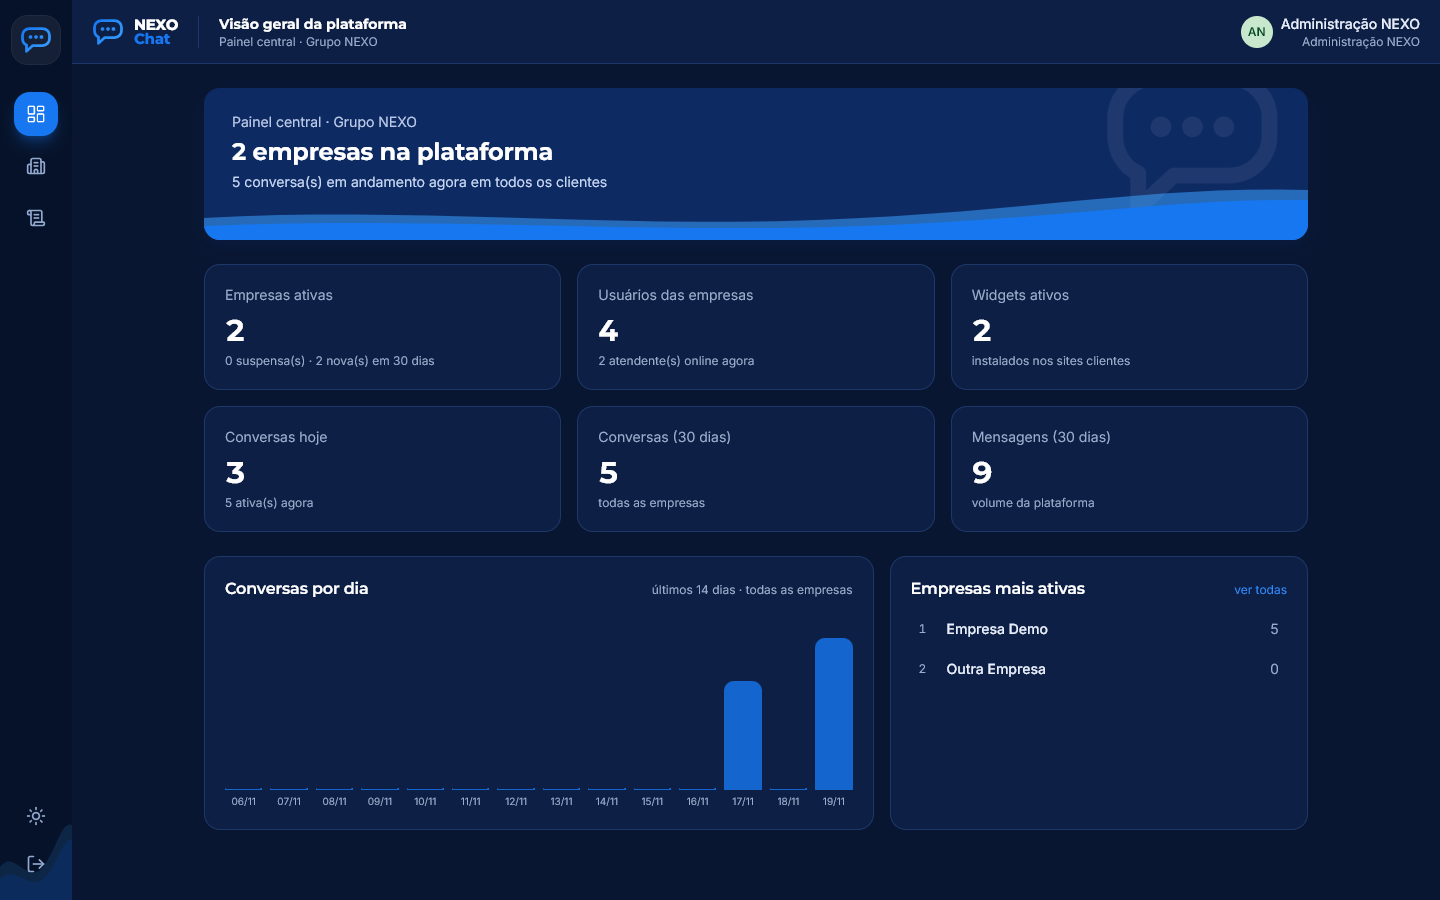 NEXO
Chat
Visão geral da plataforma
Painel central · Grupo NEXO
AN
Administração NEXO
Administração NEXO
Painel central · Grupo NEXO
2 empresas na plataforma
5 conversa(s) em andamento agora em todos os clientes
Empresas ativas
2
0 suspensa(s) · 2 nova(s) em 30 dias
Usuários das empresas
4
2 atendente(s) online agora
Widgets ativos
2
instalados nos sites clientes
Conversas hoje
3
5 ativa(s) agora
Conversas (30 dias)
5
todas as empresas
Mensagens (30 dias)
9
volume da plataforma
Conversas por dia
últimos 14 dias · todas as empresas
06/11 07/11 08/11 09/11 10/11 11/11 12/11 13/11 14/11 15/11 16/11 17/11 18/11 19/11
Empresas mais ativas
ver todas
1 Empresa Demo 5
2 Outra Empresa 0